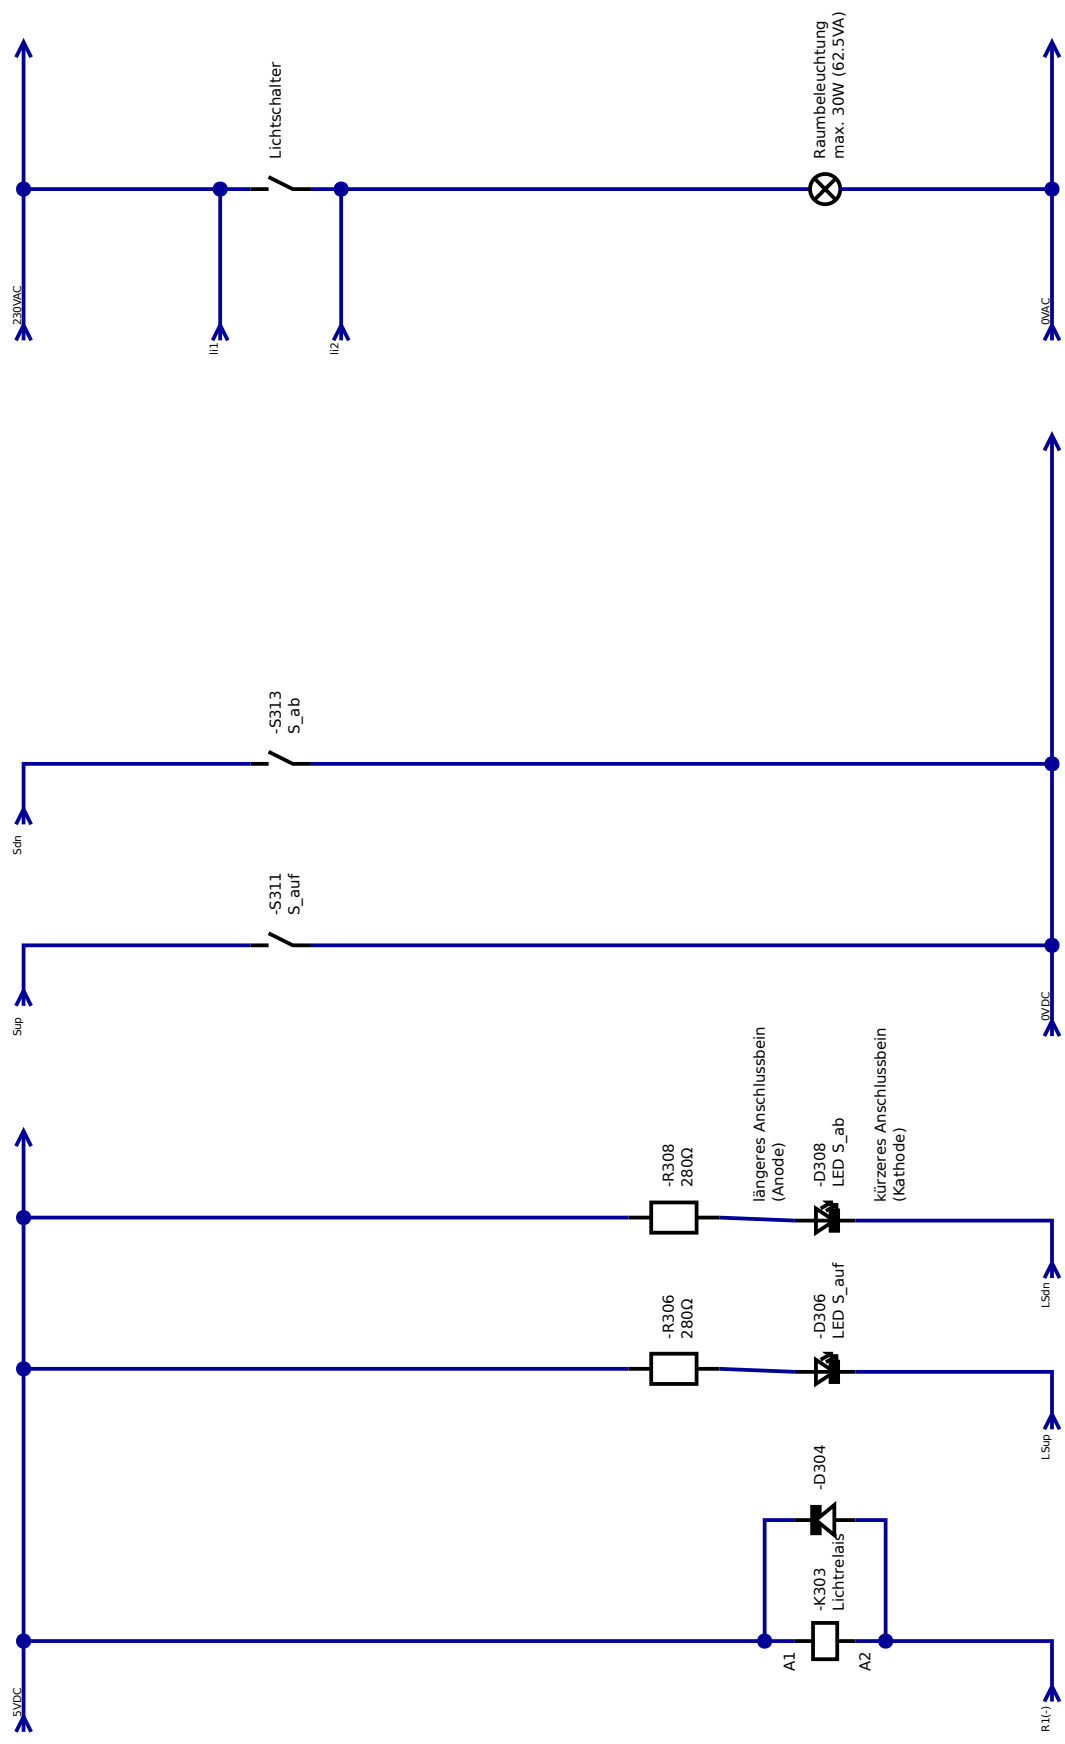 5VDC
R1(-)
A1
A2
-K303
Lichtrelais
-D304
LSup
-R306
280Ω
-D306
LED S_auf
LSdn
-R308
280Ω
längeres Anschlussbein
(Anode)
-D308
LED S_ab
kürzeres Anschlussbein
(Kathode)
Sup
0VDC
-S311
S_auf
Sdn
-S313
S_ab
li1
li2
230VAC
0VAC
Lichtschalter
Raumbeleuchtung
max. 30W (62.5VA)